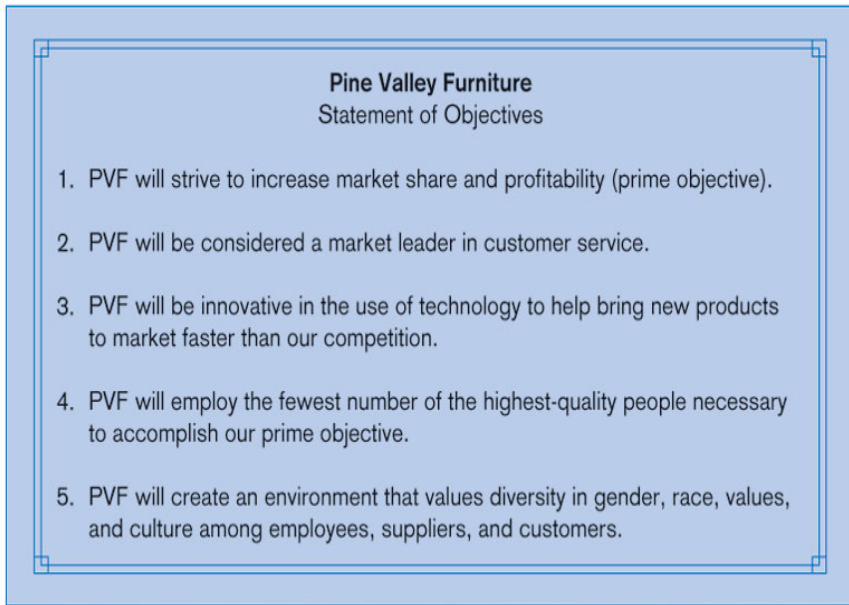 Pine Valley Furniture
Statement of Objectives
1. PVF will strive to increase market share and profitability (prime objective).
2. PVF will be considered a market leader in customer service.
3. PVF will be innovative in the use of technology to help bring new products
to market faster than our competition.
4. PVF will employ the fewest number of the highest-quality people necessary
to accomplish our prime objective.
5. PVF will create an environment that values diversity in gender, race, values,
and culture among employees, suppliers, and customers.